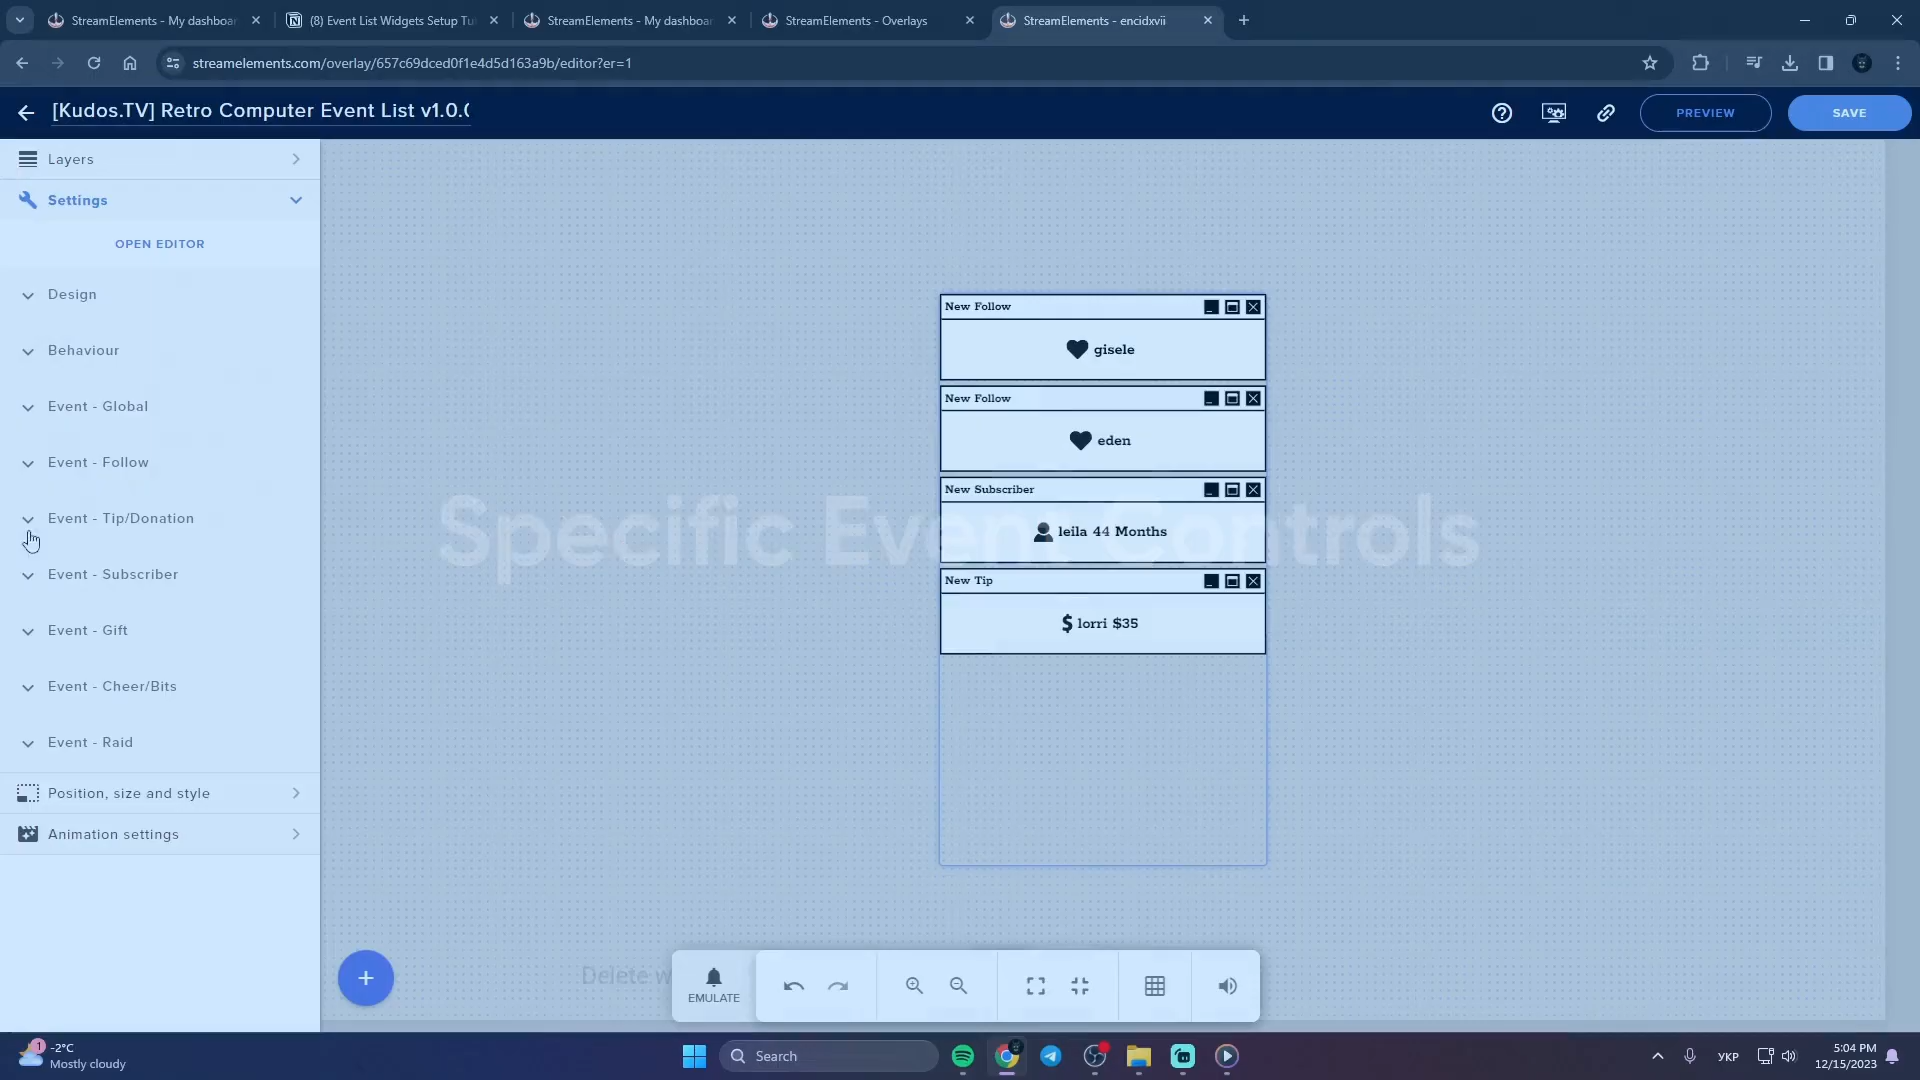 StreamElements - My dashboar
(8) Event List Widgets Setup Tu
StreamElements - My dashboar
StreamElements - Overlays
StreamElements - encidxvii
streamelements.com/overlay/657c69dced0f1e4d5d163a9b/editor?er=1
[Kudos.TV] Retro Computer Event List v1.0.0
PREVIEW
SAVE
Layers
Settings
OPEN EDITOR
Design
Behaviour
Event - Global
Event - Follow
Event - Tip/Donation
Event - Subscriber
Event - Gift
Event - Cheer/Bits
Event - Raid
Position, size and style
Animation settings
New Follow
gisele
New Follow
eden
New Subscriber
leila 44 Months
New Tip
lorri $35
Specific Event Controls
Delete w
EMULATE
1
-2°C
Mostly cloudy
Search
УКР
5:04 PM
12/15/2023